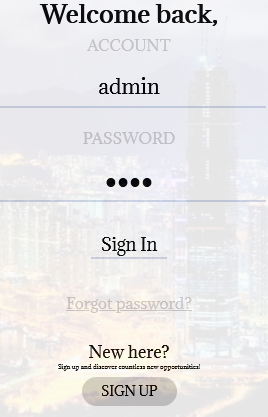 Welcome back,
ACCOUNT
admin
PASSWORD
●●●●
Sign In
Forgot password?
New here?
Sign up and discover countless new opportunities!
SIGN UP